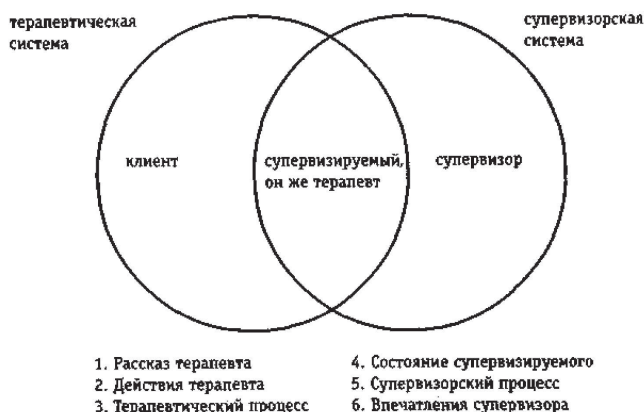 терапевтическая
система
супервизорская
система
клиент
супервизируемый,
он же терапевт
супервизор
1. Рассказ терапевта
2. Действия терапевта
3. Терапевтический процесс
4. Состояние супервизируемого
5. Супервизорский процесс
6. Впечатления супервизора